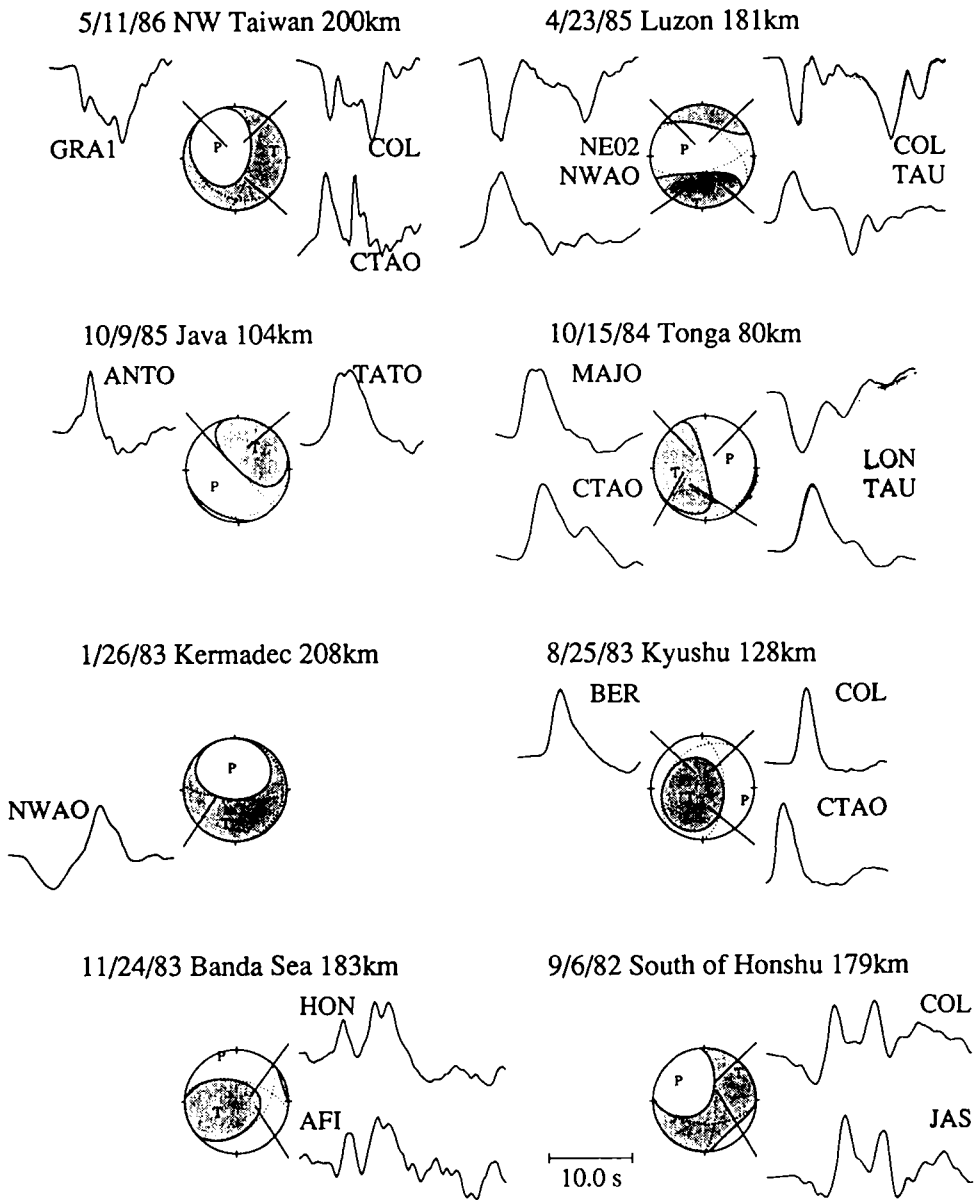 5/11/86 NW Taiwan 200km
GRA1
P
T
COL
CTAO
4/23/85 Luzon 181km
NE02
NWAO
P
T
COL
TAU
10/9/85 Java 104km
ANTO
TATO
T
P
10/15/84 Tonga 80km
MAJO
CTAO
T
P
LON
TAU
1/26/83 Kermadec 208km
NWAO
P
T
8/25/83 Kyushu 128km
BER
T
P
COL
CTAO
11/24/83 Banda Sea 183km
HON
P
T
AFI
9/6/82 South of Honshu 179km
COL
P
T
JAS
10.0 s